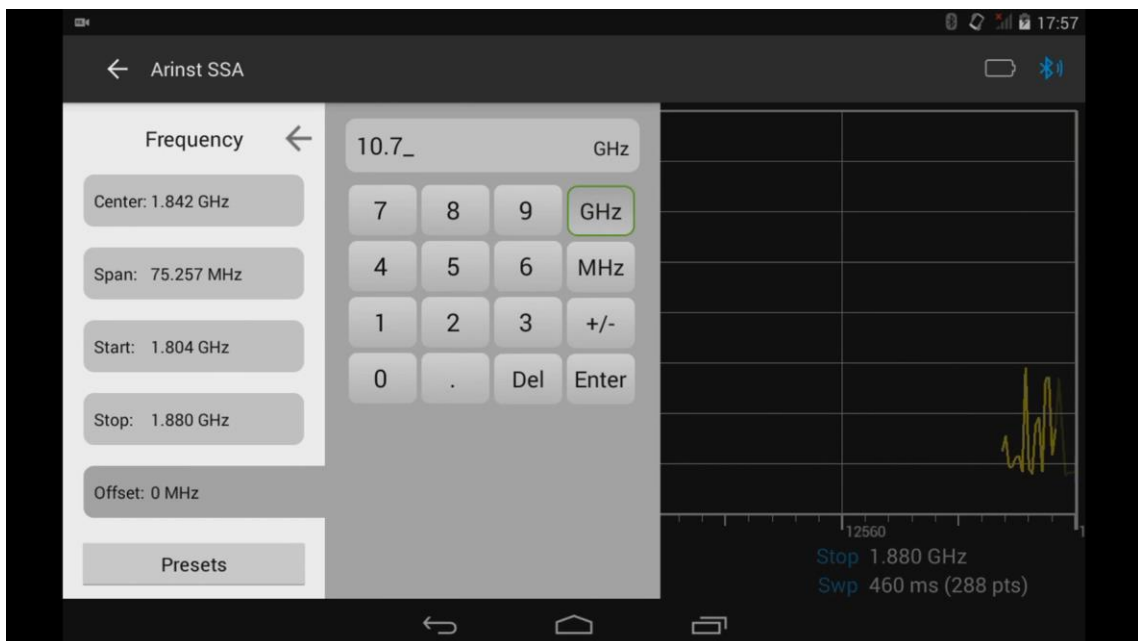 17:57
Arinst SSA
Frequency
Center: 1.842 GHz
Span: 75.257 MHz
Start: 1.804 GHz
Stop: 1.880 GHz
Offset: 0 MHz
Presets
10.7_ GHz
7 8 9 GHz
4 5 6 MHz
1 2 3 +/-
0 . Del Enter
12560
Stop 1.880 GHz
Swp 460 ms (288 pts)